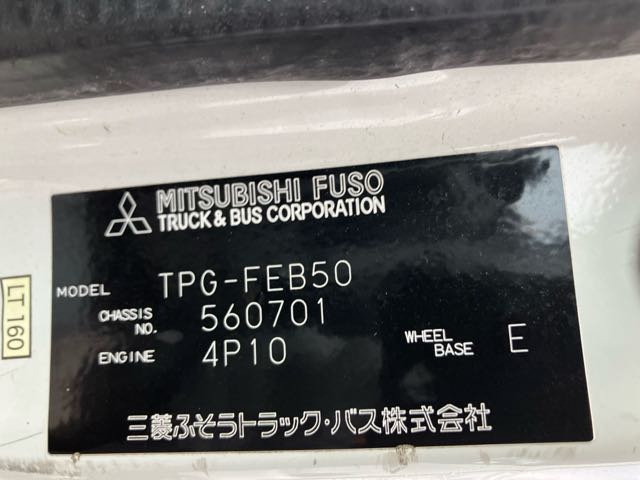 MITSUBISHI FUSO
TRUCK & BUS CORPORATION
MODEL TPG-FEB50
CHASSIS NO. 560701
ENGINE 4P10 WHEEL BASE E
三菱ふそうトラック・バス株式会社
LT 160